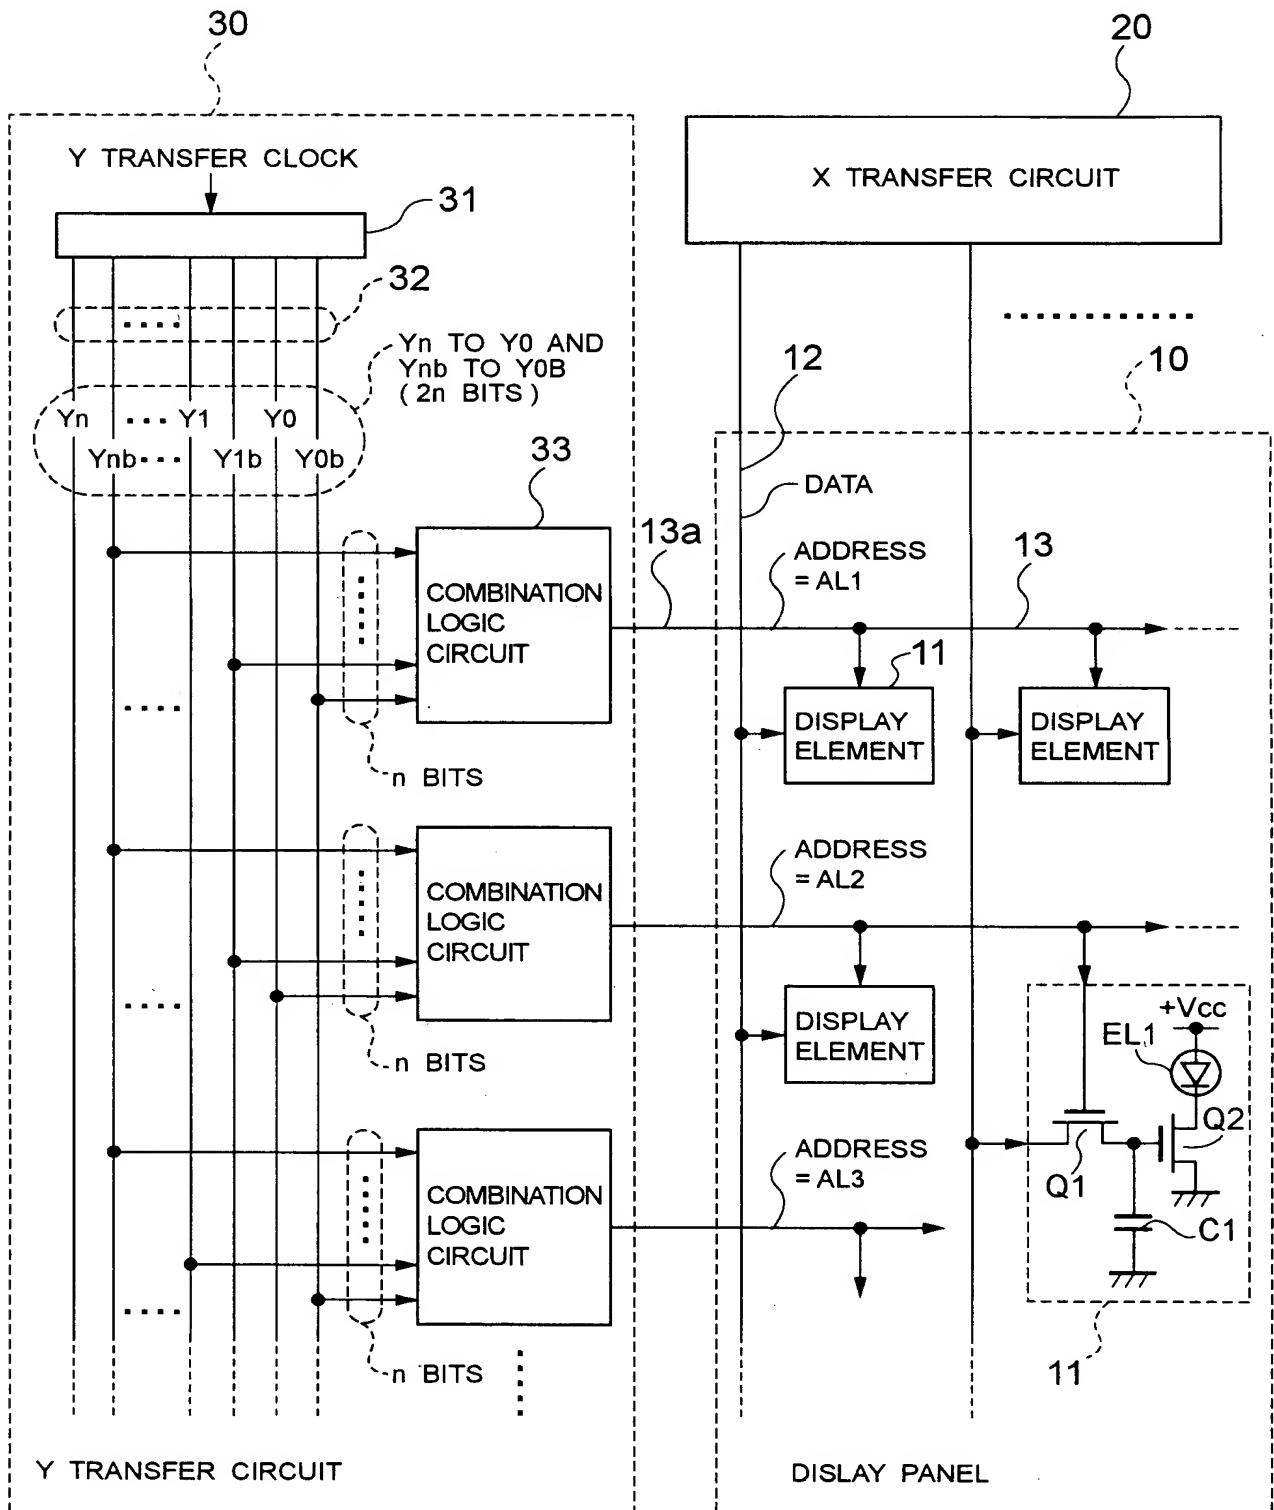 30
20
Y TRANSFER CLOCK
X TRANSFER CIRCUIT
31
32
....
............
Yn TO Y0 AND
Ynb TO Y0B
(2n BITS)
12
10
Yn .... Y1 Y0
Ynb .... Y1b Y0b
33
DATA
13a
ADDRESS
= AL1
13
COMBINATION
LOGIC
CIRCUIT
11
DISPLAY
ELEMENT
DISPLAY
ELEMENT
....
n BITS
ADDRESS
= AL2
COMBINATION
LOGIC
CIRCUIT
DISPLAY
ELEMENT
+Vcc
EL1
....
n BITS
Q2
Q1
ADDRESS
= AL3
COMBINATION
LOGIC
CIRCUIT
C1
....
n BITS
11
Y TRANSFER CIRCUIT
DISLAY PANEL